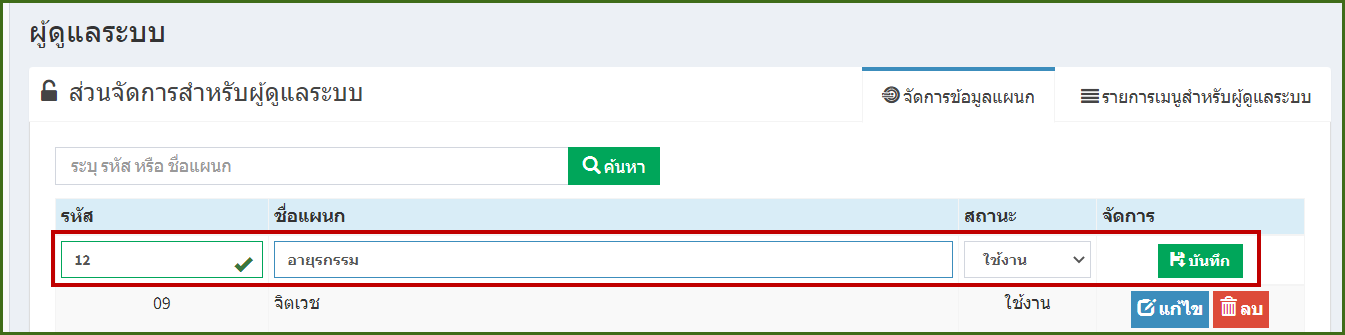 ผู้ดูแลระบบ
ส่วนจัดการสำหรับผู้ดูแลระบบ จัดการข้อมูลแผนก รายการเมนูสำหรับผู้ดูแลระบบ
ระบุ รหัส หรือ ชื่อแผนก ค้นหา
รหัส ชื่อแผนก สถานะ จัดการ
12 อายุรกรรม ใช้งาน บันทึก
09 จิตเวช ใช้งาน แก้ไข ลบ